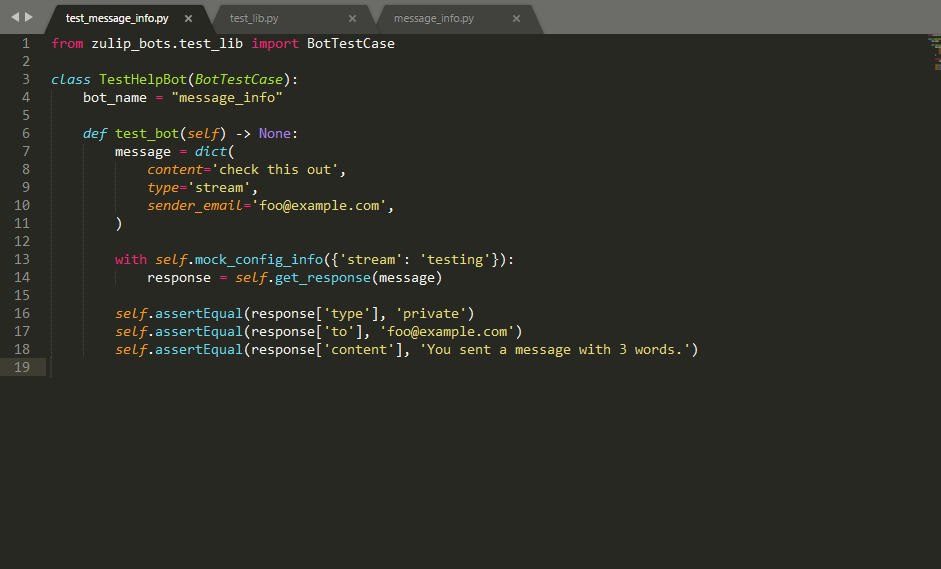 test_message_info.py × test_lib.py × message_info.py ×
1 from zulip_bots.test_lib import BotTestCase
2
3 class TestHelpBot(BotTestCase):
4     bot_name = "message_info"
5
6     def test_bot(self) -> None:
7         message = dict(
8             content='check this out',
9             type='stream',
10             sender_email='foo@example.com',
11         )
12
13         with self.mock_config_info({'stream': 'testing'}):
14             response = self.get_response(message)
15
16         self.assertEqual(response['type'], 'private')
17         self.assertEqual(response['to'], 'foo@example.com')
18         self.assertEqual(response['content'], 'You sent a message with 3 words.')
19